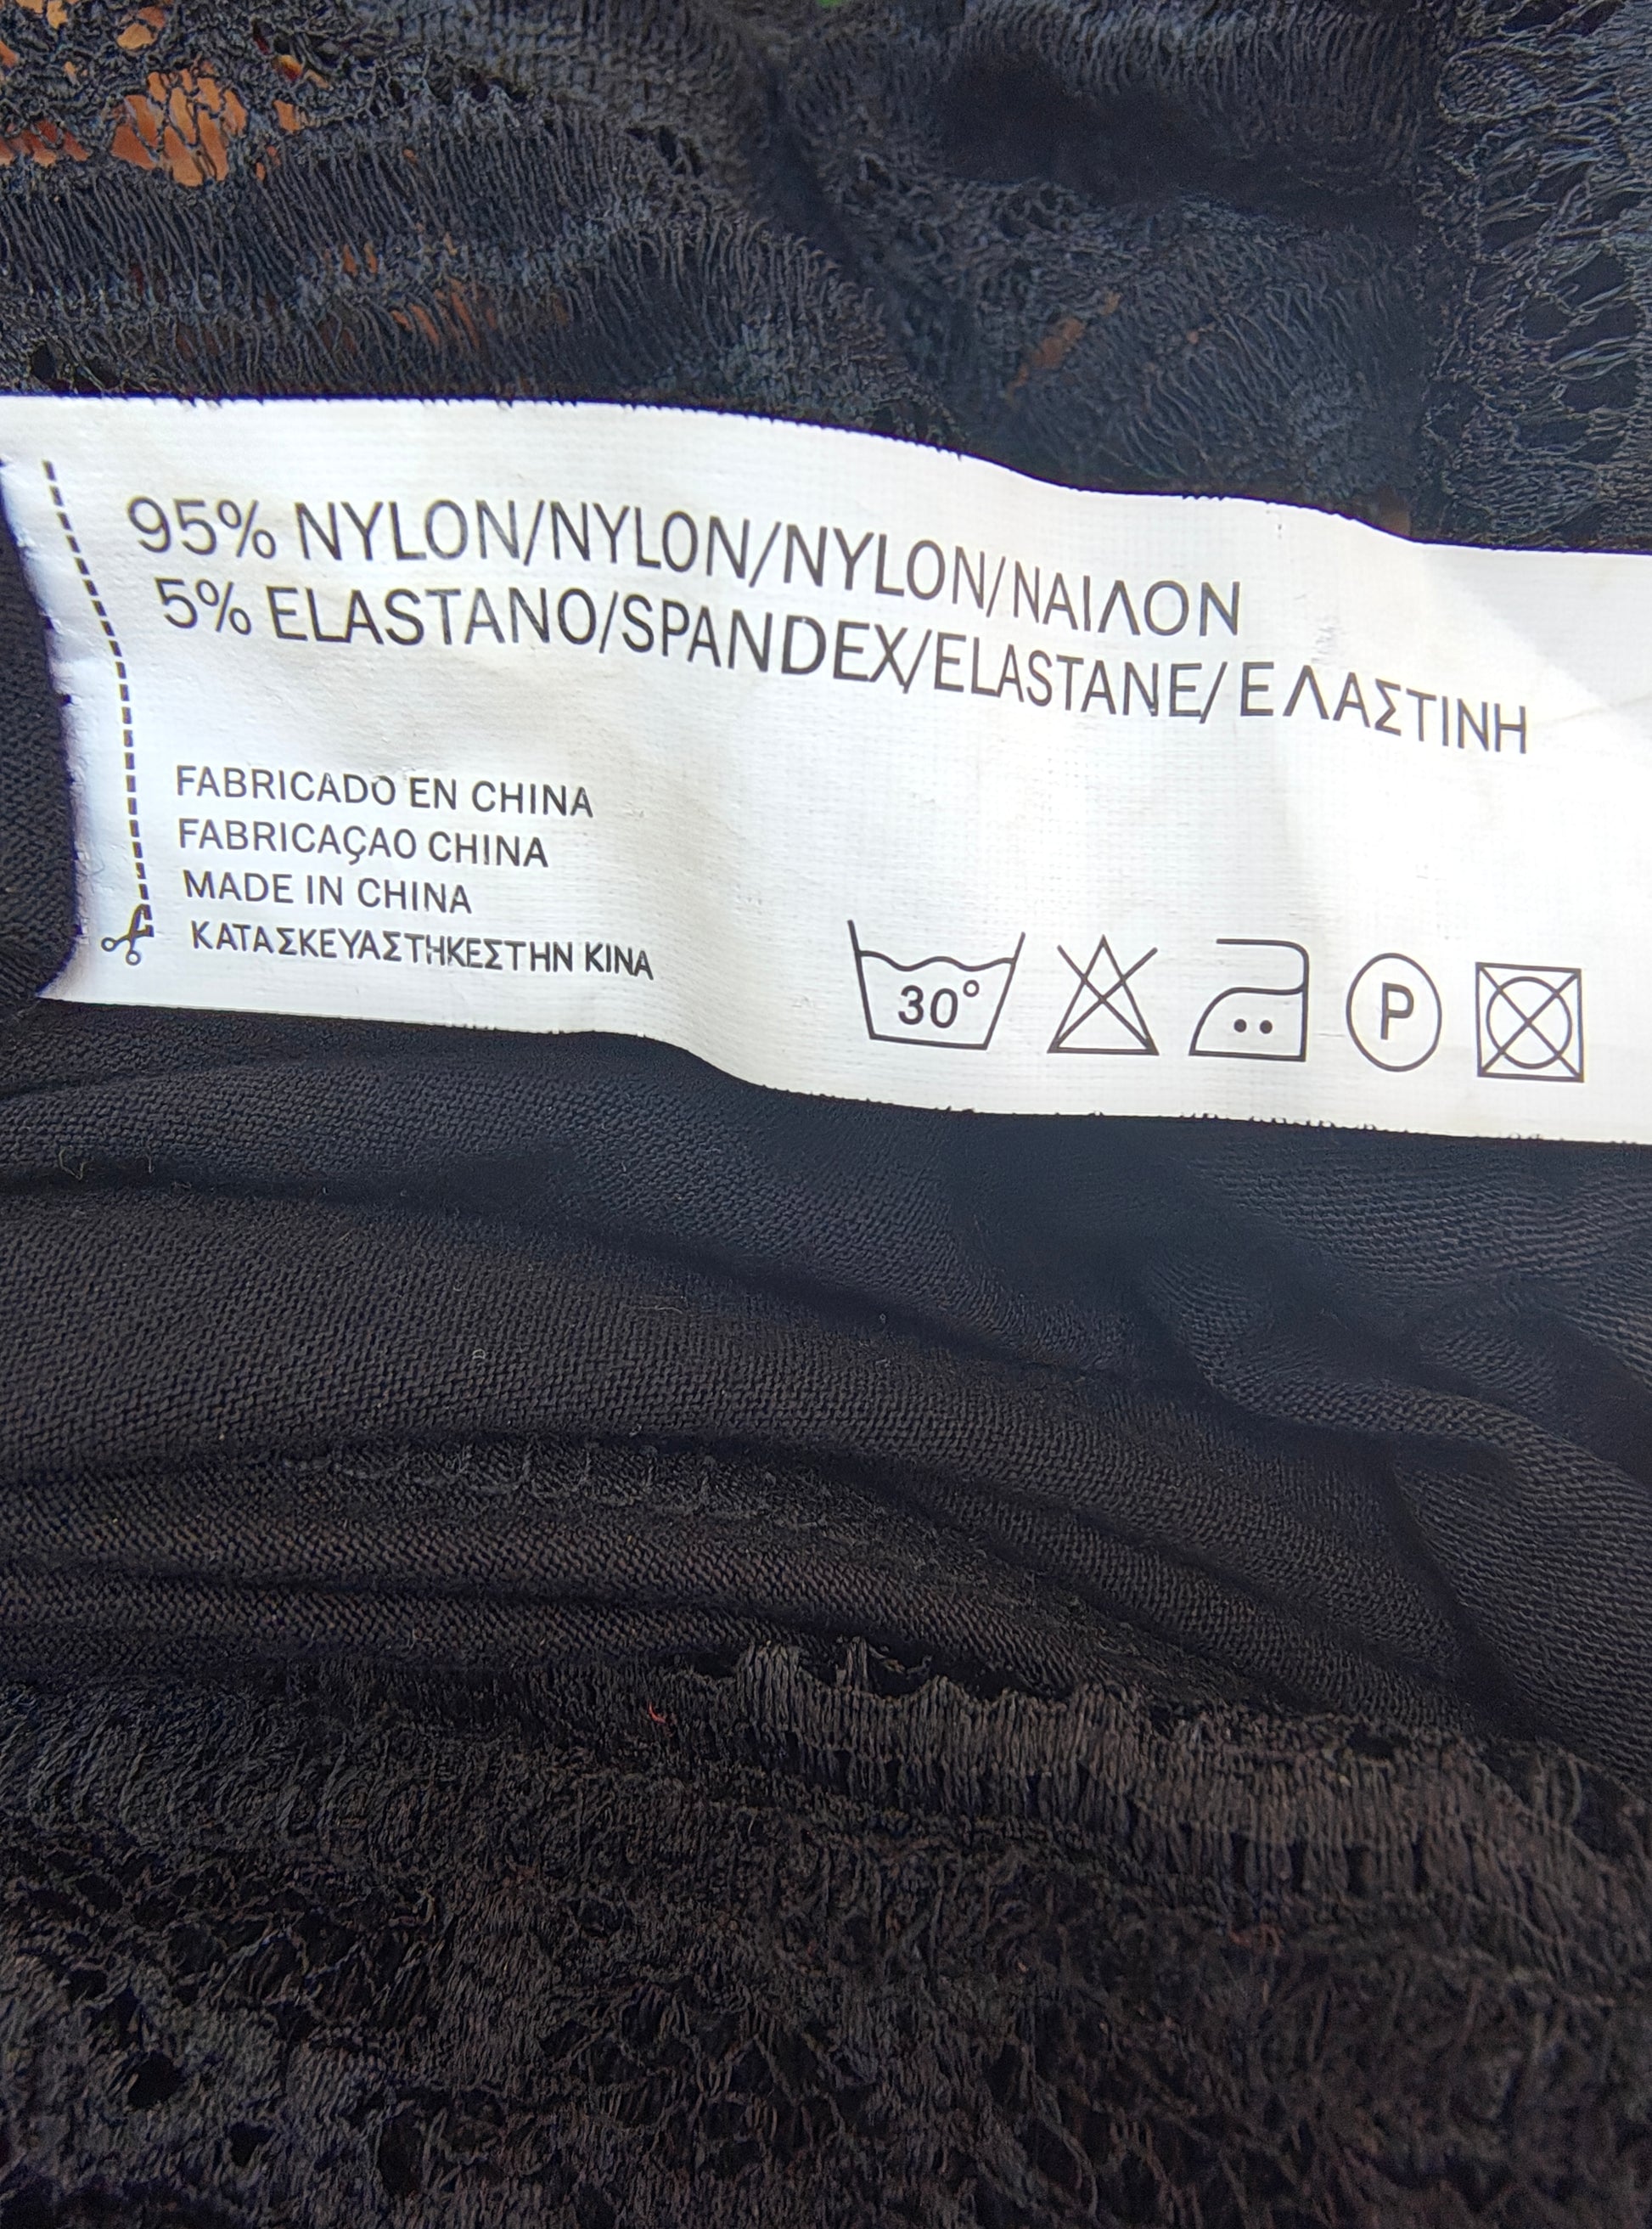 95% NYLON/NYLON/NYLON/ΝΑΙΛΟΝ
5% ELASTANO/SPANDEX/ELASTANE/ ΕΛΑΣΤΙΝΗ
FABRICADO EN CHINA
FABRICAÇAO CHINA
MADE IN CHINA
ΚΑΤΑΣΚΕΥΑΣΤΗΚΕΣΤΗΝ ΚΙΝΑ
30°
P